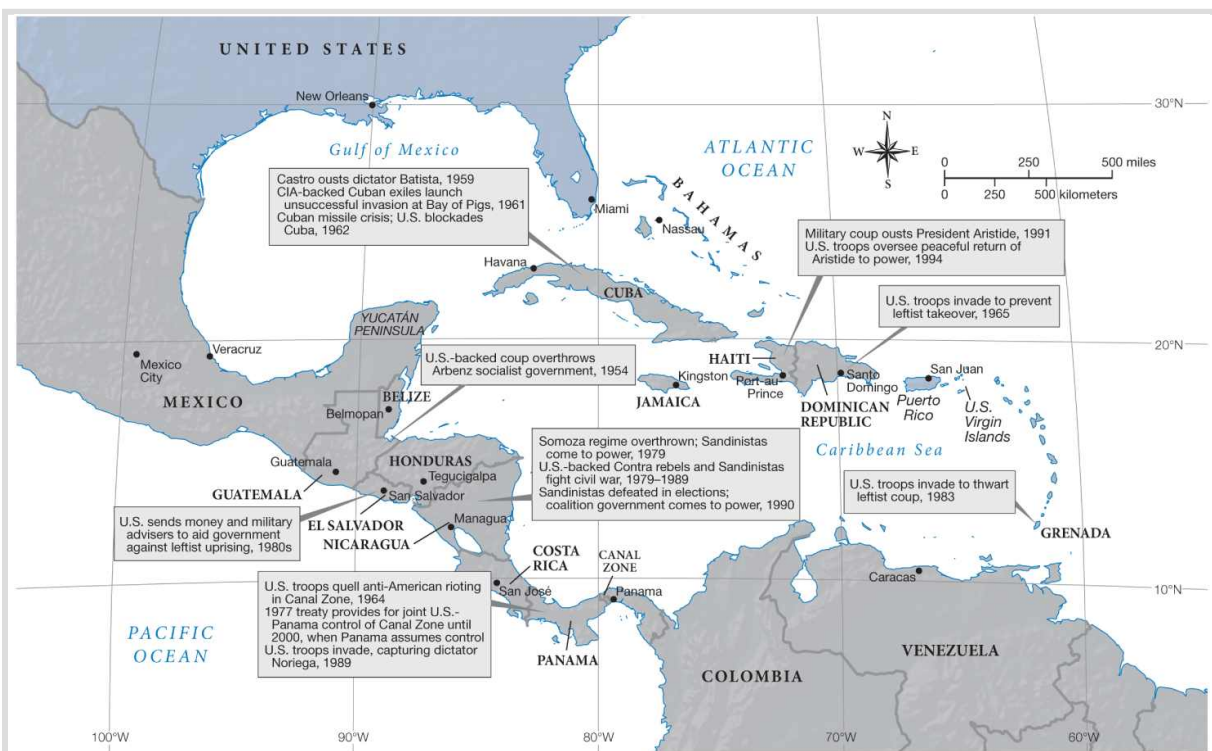 UNITED STATES
New Orleans
30°N
Gulf of Mexico
ATLANTIC
OCEAN
N
W
E
S
0 250 500 miles
0 250 500 kilometers
Castro ousts dictator Batista, 1959
CIA-backed Cuban exiles launch
unsuccessful invasion at Bay of Pigs, 1961
Cuban missile crisis; U.S. blockades
Cuba, 1962
Miami
BAHAMAS
Nassau
Military coup ousts President Aristide, 1991
U.S. troops oversee peaceful return of
Aristide to power, 1994
Havana
CUBA
U.S. troops invade to prevent
leftist takeover, 1965
YUCATÁN
PENINSULA
20°N
Mexico
City
Veracruz
U.S.-backed coup overthrows
Arbenz socialist government, 1954
HAITI
Kingston
JAMAICA
Port-au-
Prince
Santo
Domingo
DOMINICAN
REPUBLIC
San Juan
Puerto
Rico
U.S.
Virgin
Islands
MEXICO
BELIZE
Belmopan
Caribbean Sea
Guatemala
HONDURAS
Tegucigalpa
GUATEMALA
San Salvador
EL SALVADOR
Managua
NICARAGUA
Somoza regime overthrown; Sandinistas
come to power, 1979
U.S.-backed Contra rebels and Sandinistas
fight civil war, 1979–1989
Sandinistas defeated in elections;
coalition government comes to power, 1990
U.S. troops invade to thwart
leftist coup, 1983
GRENADA
U.S. sends money and military
advisers to aid government
against leftist uprising, 1980s
COSTA
RICA
San José
CANAL
ZONE
Panama
Caracas
10°N
U.S. troops quell anti-American rioting
in Canal Zone, 1964
1977 treaty provides for joint U.S.-
Panama control of Canal Zone until
2000, when Panama assumes control
U.S. troops invade, capturing dictator
Noriega, 1989
PANAMA
PACIFIC
OCEAN
COLOMBIA
VENEZUELA
100°W
90°W
80°W
70°W
60°W